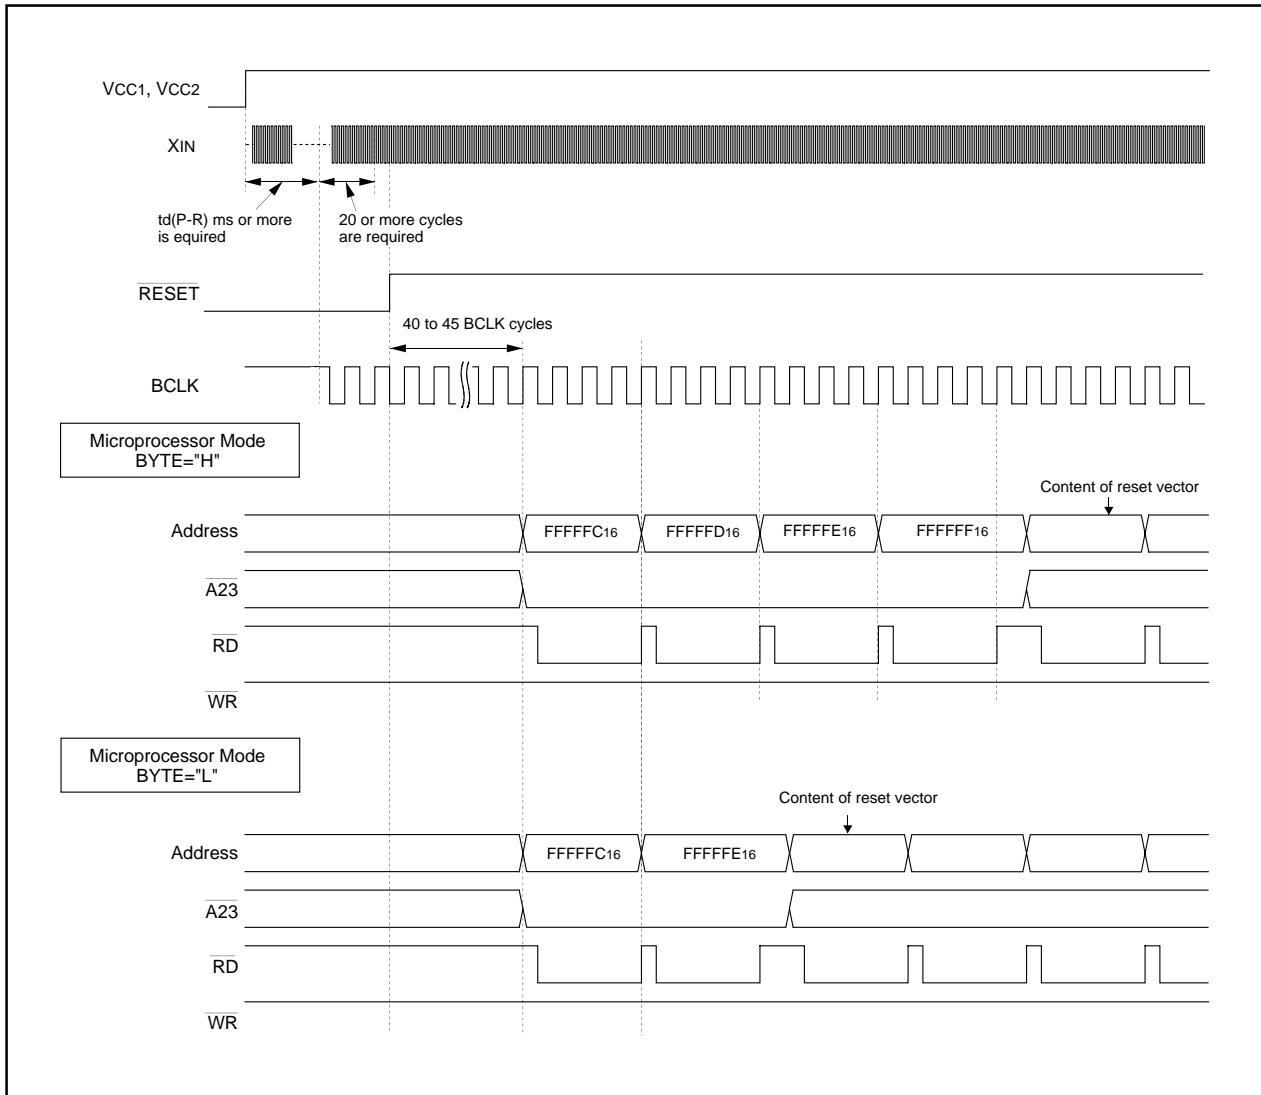 VCC1, VCC2
XIN
td(P-R) ms or more
is equired
20 or more cycles
are required
RESET
40 to 45 BCLK cycles
BCLK
Microprocessor Mode
BYTE="H"
Content of reset vector
Address
FFFFFC16
FFFFFD16
FFFFFE16
FFFFFF16
A23
RD
WR
Microprocessor Mode
BYTE="L"
Content of reset vector
Address
FFFFFC16
FFFFFE16
A23
RD
WR